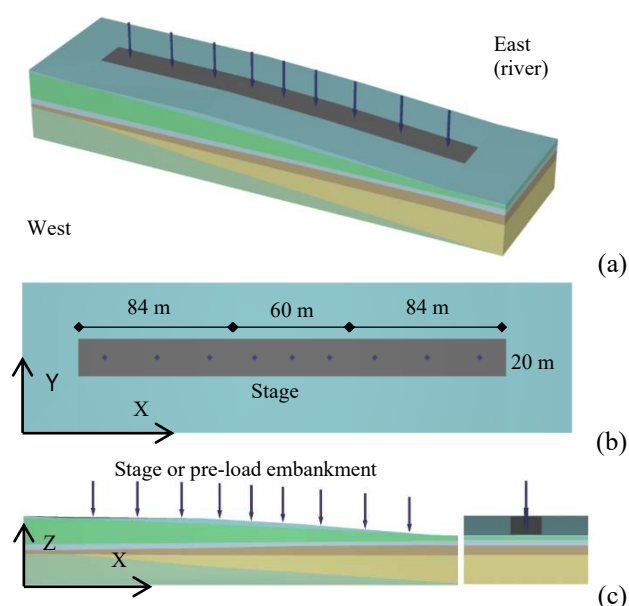 East
(river)
West
(a)
84 m
60 m
84 m
20 m
Y
Stage
X
(b)
Stage or pre-load embankment
Z
X
(c)